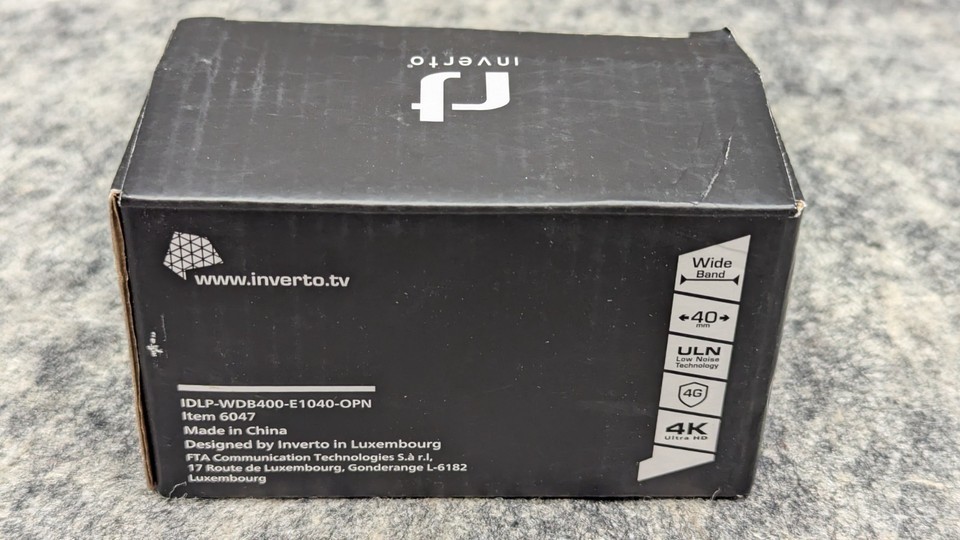 inverto
www.inverto.tv
Wide
Band
40
mm
ULN
Low Noise
Technology
4G
4K
Ultra HD
IDLP-WDB400-E1040-OPN
Item 6047
Made in China
Designed by Inverto in Luxembourg
FTA Communication Technologies S.à r.l,
17 Route de Luxembourg, Gonderange L-6182
Luxembourg